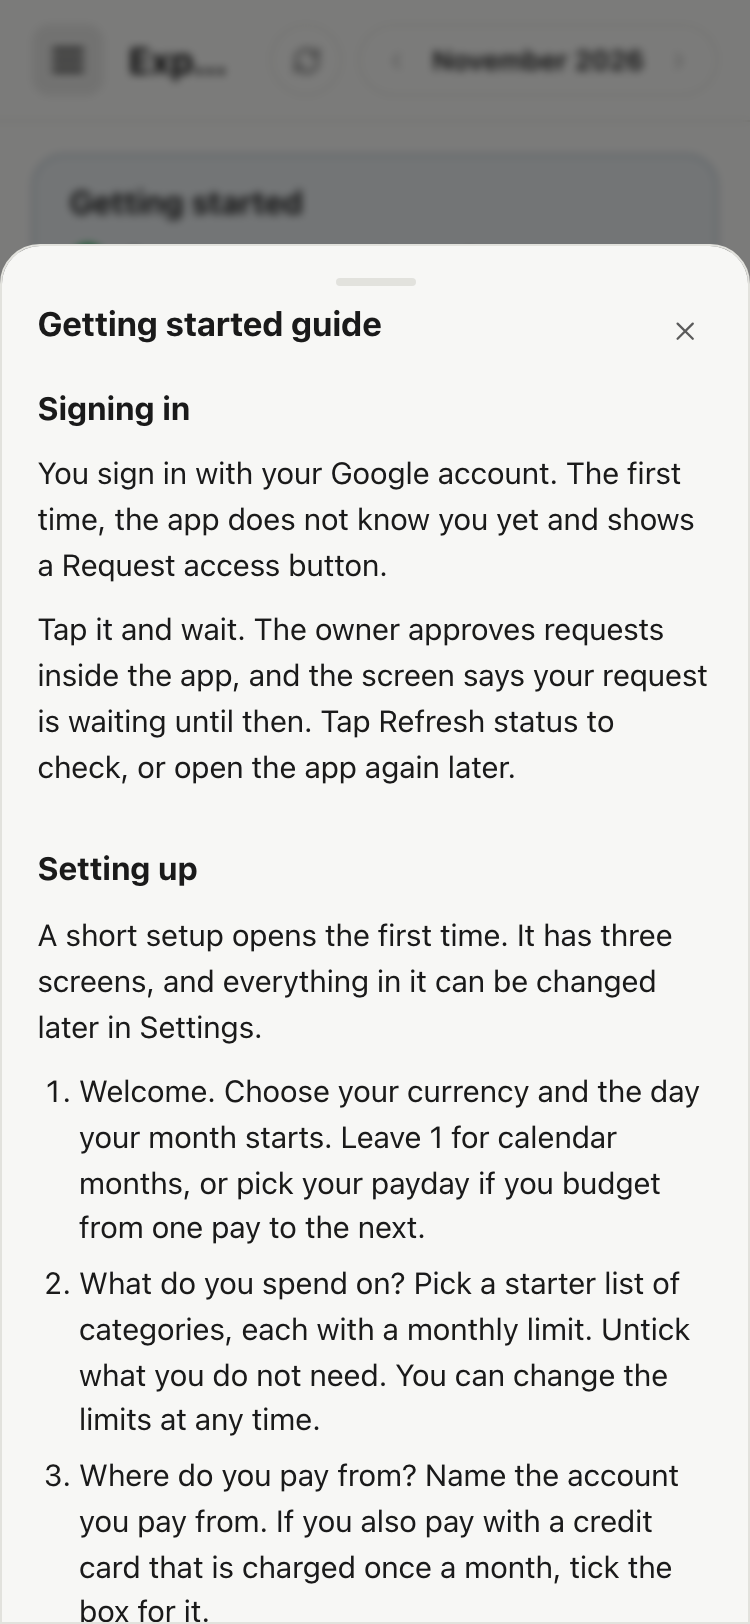 Exp...
November 2026
Getting started
Getting started guide
Signing in
You sign in with your Google account. The first
time, the app does not know you yet and shows
a Request access button.
Tap it and wait. The owner approves requests
inside the app, and the screen says your request
is waiting until then. Tap Refresh status to
check, or open the app again later.
Setting up
A short setup opens the first time. It has three
screens, and everything in it can be changed
later in Settings.
1. Welcome. Choose your currency and the day
your month starts. Leave 1 for calendar
months, or pick your payday if you budget
from one pay to the next.
2. What do you spend on? Pick a starter list of
categories, each with a monthly limit. Untick
what you do not need. You can change the
limits at any time.
3. Where do you pay from? Name the account
you pay from. If you also pay with a credit
card that is charged once a month, tick the
box for it.